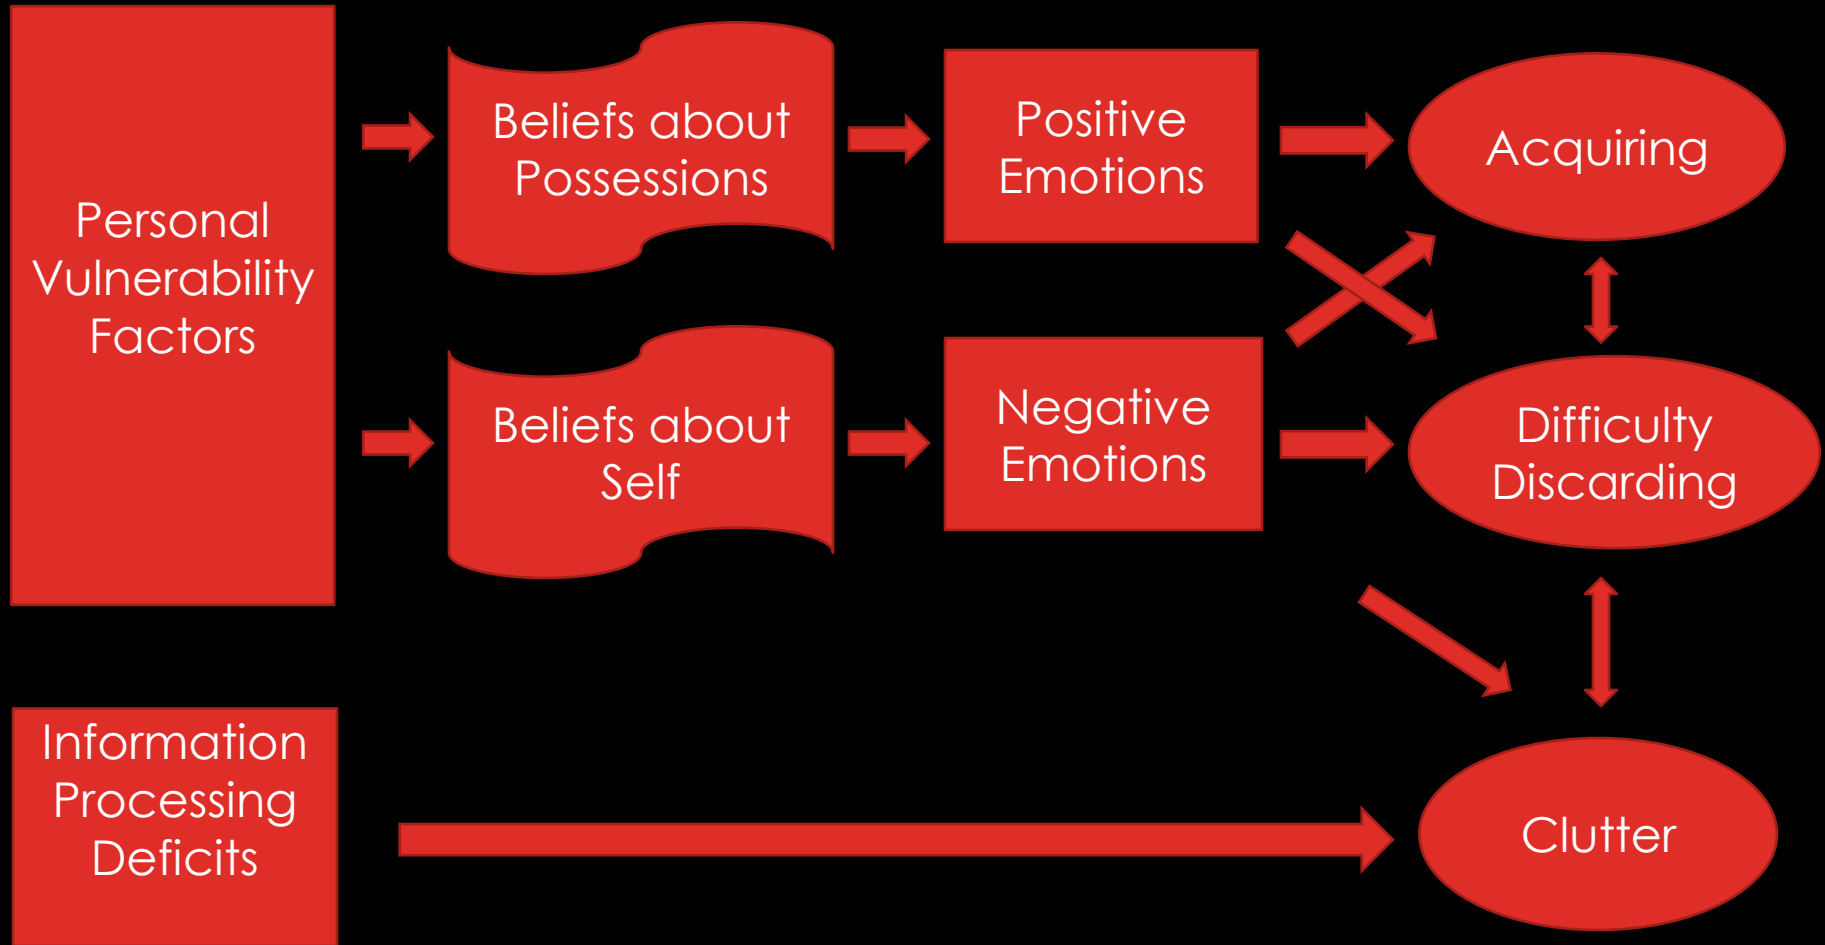 Personal
Vulnerability
Factors
Beliefs about
Possessions
Positive
Emotions
Acquiring
Beliefs about
Self
Negative
Emotions
Difficulty
Discarding
Information
Processing
Deficits
Clutter